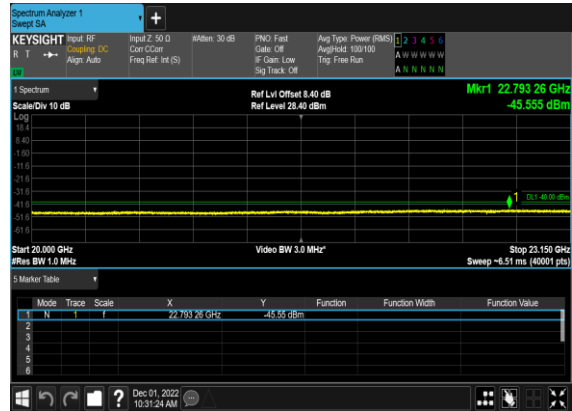 Spectrum Analyzer 1
Swept SA
KEYSIGHT
R T
LW
Input: RF
Coupling: DC
Align: Auto
Input Z: 50 Ω
Corr CCorr
Freq Ref: Int (S)
#Atten: 30 dB
PNO: Fast
Gate: Off
IF Gain: Low
Sig Track: Off
Avg Type: Power (RMS)
Avg|Hold: 100/100
Trig: Free Run
1 2 3 4 5 6
A W W W W W
A N N N N N
1 Spectrum
Scale/Div 10 dB
Log
Ref Lvl Offset 8.40 dB
Ref Level 28.40 dBm
Mkr1 22.793 26 GHz
-45.555 dBm
18.4
8.40
-1.60
-11.6
-21.6
-31.6
-41.6
-51.6
-61.6
1
DL1 -40.00 dBm
Start 20.000 GHz
#Res BW 1.0 MHz
Video BW 3.0 MHz*
Stop 23.150 GHz
Sweep ~6.51 ms (40001 pts)
5 Marker Table
Mode Trace Scale X Y Function Function Width Function Value
1 N 1 f 22.793 26 GHz -45.55 dBm
2
3
4
5
6
? Dec 01, 2022
10:31:24 AM